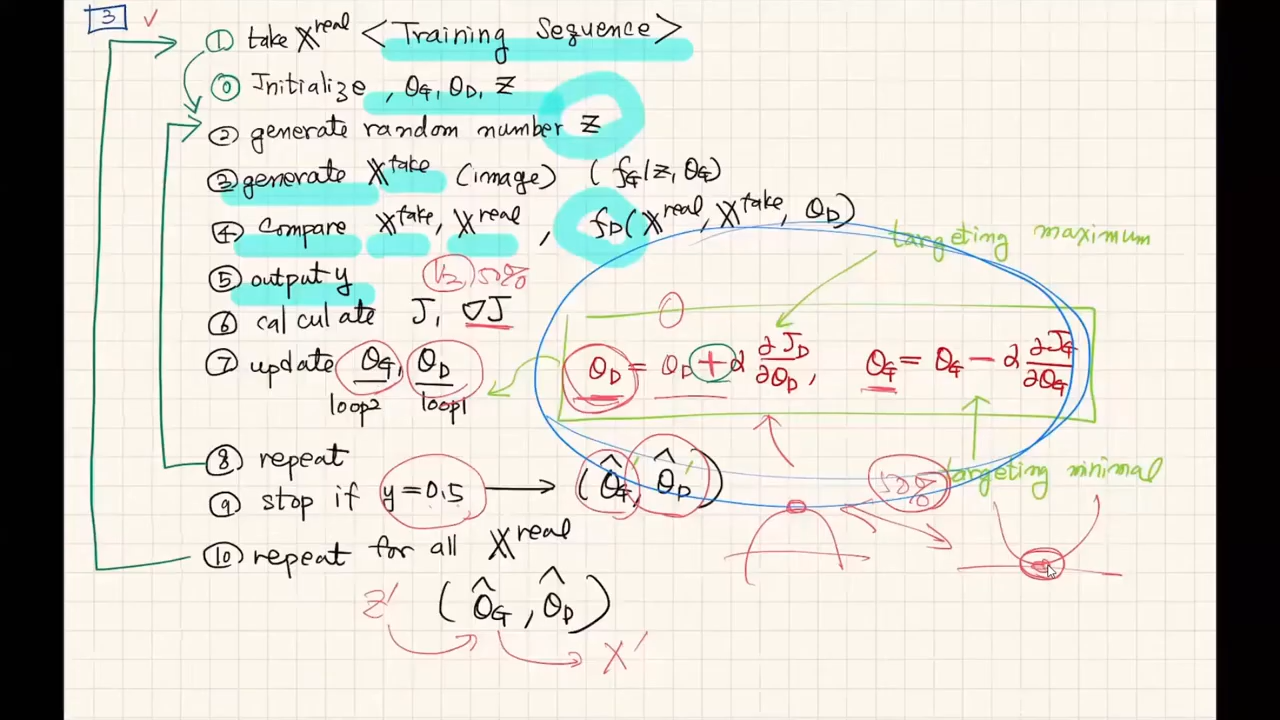 3 ✓
① take X^real <Training Sequence>
⓪ Initialize, θG, θD, Z
② generate random number Z
③ generate X^fake (image) (fG(z, θG)
④ Compare X^fake, X^real, fD(X^real, X^fake, θD)
targeting maximum
⑤ output y 1/2, 50%
⑥ calculate J, ∇J
⑦ update θG, θD
loop2 loop1
θD = θD + α ∂JD/∂θD, θG = θG − α ∂JG/∂θG
⑧ repeat
targeting minimal
50%
⑨ stop if y=0.5 → (θ̂G', θ̂D')
⑩ repeat for all X^real
Z' (θ̂G, θ̂D)
X'